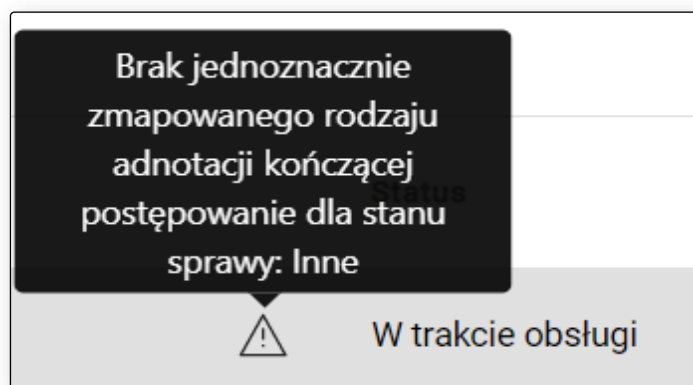 Brak jednoznacznie
zmapowanego rodzaju
adnotacji kończącej
postępowanie dla stanu
sprawy: Inne
Status
W trakcie obsługi